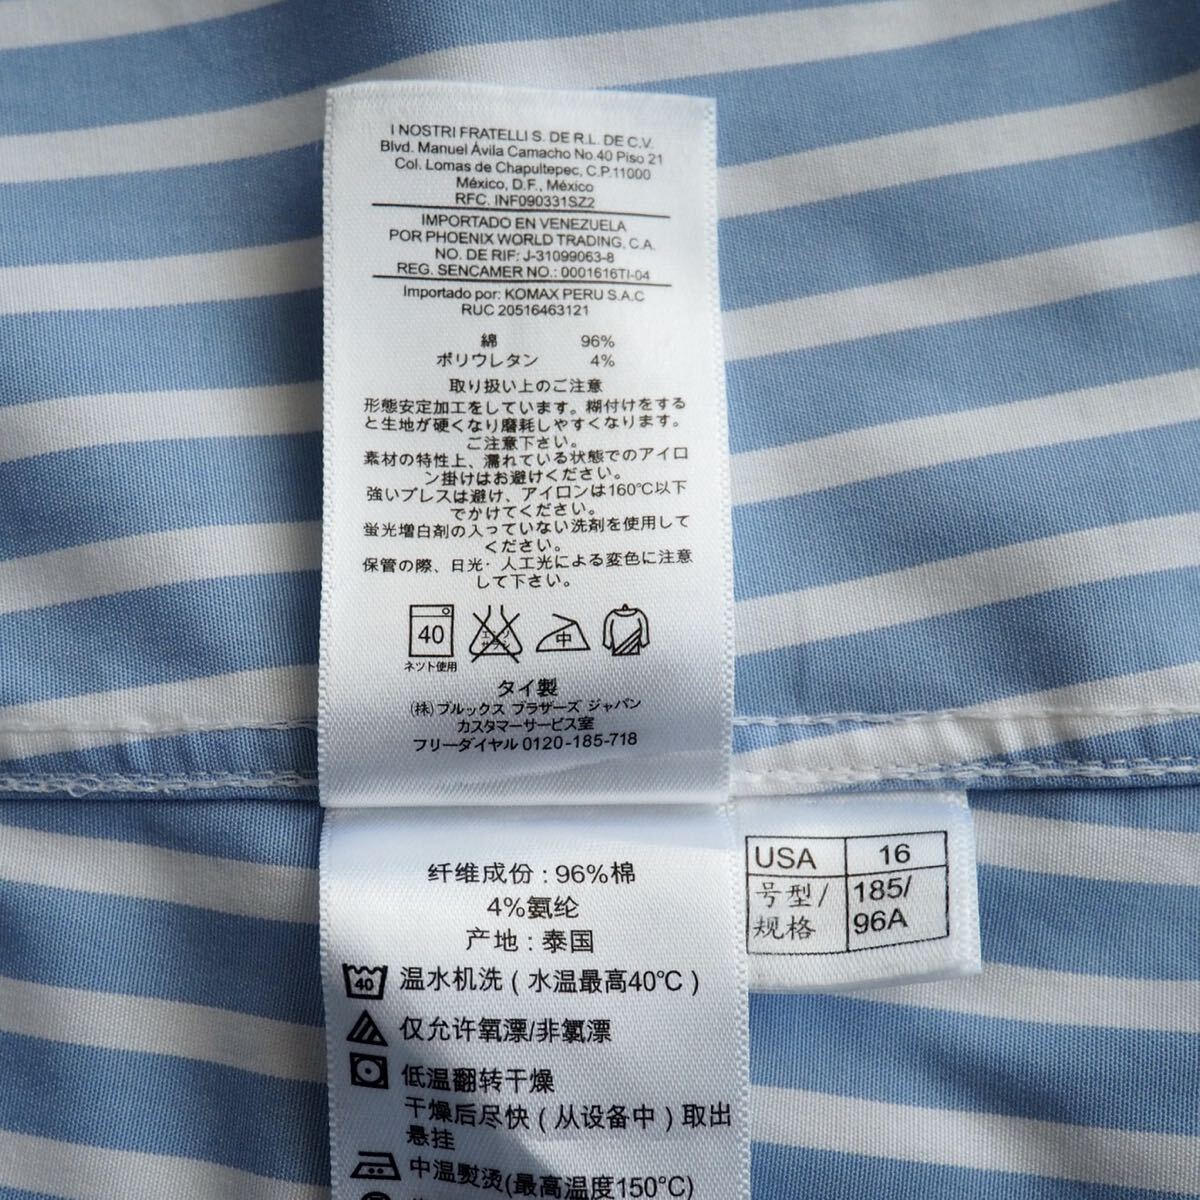 I NOSTRI FRATELLI S. DE R.L. DE C.V.
Blvd. Manuel Ávila Camacho No.40 Piso 21
Col. Lomas de Chapultepec, C.P.11000
México, D.F., México
RFC. INF090331SZ2
IMPORTADO EN VENEZUELA
POR PHOENIX WORLD TRADING, C.A.
NO. DE RIF: J-31099063-8
REG. SENCAMER NO.: 0001616TI-04
Importado por: KOMAX PERU S.A.C
RUC 20516463121
綿 96%
ポリウレタン 4%
取り扱い上のご注意
形態安定加工をしています。糊付けをする
と生地が硬くなり磨耗しやすくなります。
ご注意下さい。
素材の特性上、濡れている状態でのアイロ
ン掛けはお避けください。
強いプレスは避け、アイロンは160℃以下
でかけてください。
蛍光増白剤の入っていない洗剤を使用して
ください。
保管の際、日光・人工光による変色に注意
して下さい。
40 中
ネツト使用
タイ製
(株)ブルックス ブラザーズ ジャパン
カスタマーサービス室
フリーダイヤル 0120-185-718
纤维成份 : 96%棉
4%氨纶
产地 : 泰国
40 温水机洗 ( 水温最高40℃ )
仅允许氧漂/非氯漂
低温翻转干燥
干燥后尽快 ( 从设备中 ) 取出
悬挂
中温熨烫(最高温度150℃)
USA 16
号型/ 185/
规格 96A